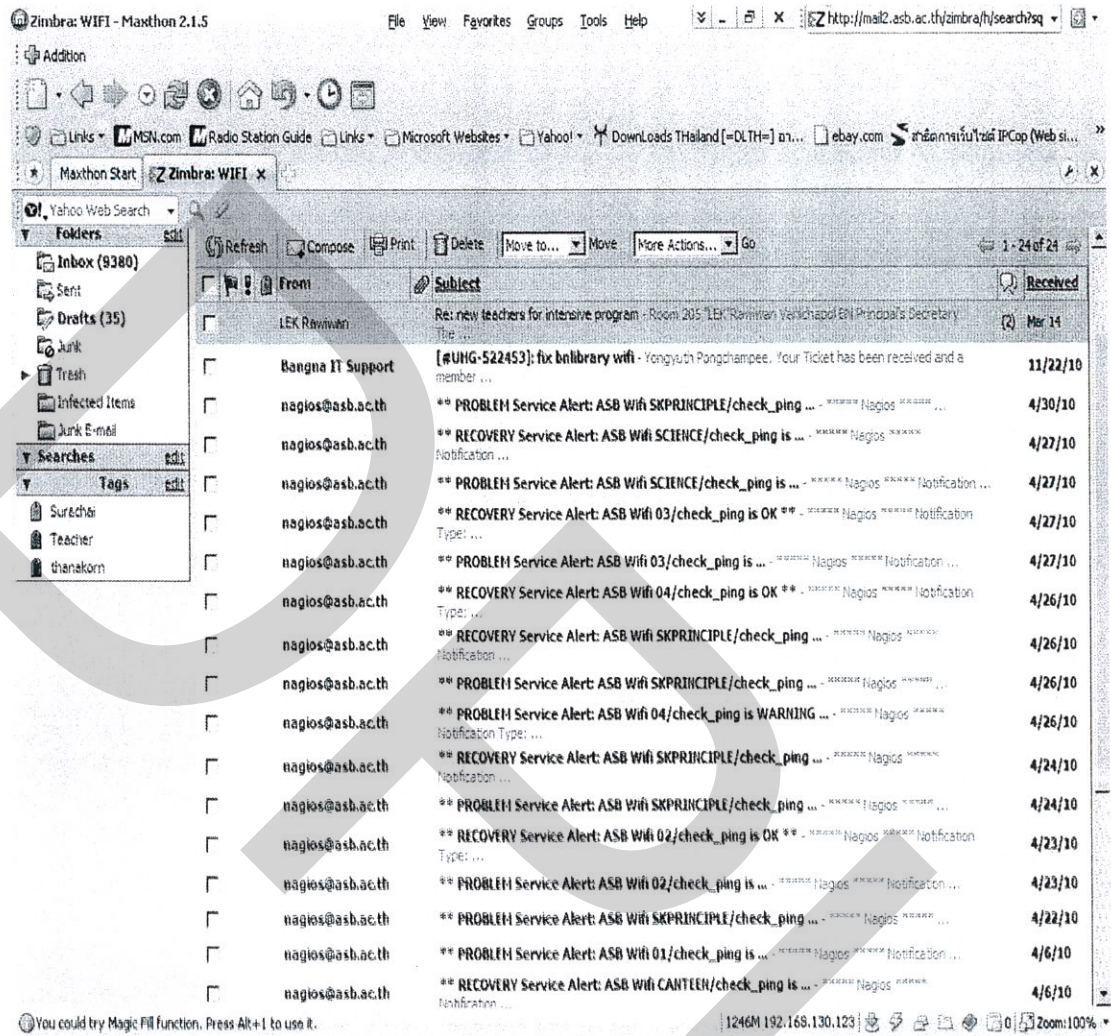 Zimbra: WIFI - Maxthon 2.1.5 File View Favorites Groups Tools Help http://mail2.asb.ac.th/zimbra/h/search?sq
Addition
Links MSN.com Radio Station Guide Links Microsoft Websites Yahoo! DownLoads THailand [=DLTH=] ดา... ebay.com สาธิตการเว็บไซต์ IPCop (Web si... »
Maxthon Start Zimbra: WIFI x
Yahoo Web Search
Folders edit
Refresh Compose Print Delete Move to... Move More Actions... Go 1 - 24 of 24
Inbox (9380)
From Subject Received
Sent
Drafts (35)
LEK Rawiwan Re: new teachers for intensive program - Room 205 "LEK"Rawiwan Vanichapol EN Principal's Secretary The ... (2) Mar 14
Junk
Trash
Infected Items
Junk E-mail
Searches edit
Tags edit
Surachai
Teacher
thanakorn
Bangna IT Support [#UHG-522453]: fix bnlibrary wifi - Yongyuth Pongchampee, Your Ticket has been received and a member ... 11/22/10
nagios@asb.ac.th ** PROBLEM Service Alert: ASB Wifi SKPRINCIPLE/check_ping ... - ***** Nagios ***** ... 4/30/10
nagios@asb.ac.th ** RECOVERY Service Alert: ASB Wifi SCIENCE/check_ping is ... - ***** Nagios ***** Notification ... 4/27/10
nagios@asb.ac.th ** PROBLEM Service Alert: ASB Wifi SCIENCE/check_ping is ... - ***** Nagios ***** Notification ... 4/27/10
nagios@asb.ac.th ** RECOVERY Service Alert: ASB Wifi 03/check_ping is OK ** - ***** Nagios ***** Notification Type: ... 4/27/10
nagios@asb.ac.th ** PROBLEM Service Alert: ASB Wifi 03/check_ping is ... - ***** Nagios ***** Notification ... 4/27/10
nagios@asb.ac.th ** RECOVERY Service Alert: ASB Wifi 04/check_ping is OK ** - ***** Nagios ***** Notification Type: ... 4/26/10
nagios@asb.ac.th ** RECOVERY Service Alert: ASB Wifi SKPRINCIPLE/check_ping ... - ***** Nagios ***** Notification ... 4/26/10
nagios@asb.ac.th ** PROBLEM Service Alert: ASB Wifi SKPRINCIPLE/check_ping ... - ***** Nagios ***** ... 4/26/10
nagios@asb.ac.th ** PROBLEM Service Alert: ASB Wifi 04/check_ping is WARNING ... - ***** Nagios ***** Notification Type: ... 4/26/10
nagios@asb.ac.th ** RECOVERY Service Alert: ASB Wifi SKPRINCIPLE/check_ping ... - ***** Nagios ***** Notification ... 4/24/10
nagios@asb.ac.th ** PROBLEM Service Alert: ASB Wifi SKPRINCIPLE/check_ping ... - ***** Nagios ***** ... 4/24/10
nagios@asb.ac.th ** RECOVERY Service Alert: ASB Wifi 02/check_ping is OK ** - ***** Nagios ***** Notification Type: ... 4/23/10
nagios@asb.ac.th ** PROBLEM Service Alert: ASB Wifi 02/check_ping is ... - ***** Nagios ***** Notification ... 4/23/10
nagios@asb.ac.th ** PROBLEM Service Alert: ASB Wifi SKPRINCIPLE/check_ping ... - ***** Nagios ***** ... 4/22/10
nagios@asb.ac.th ** PROBLEM Service Alert: ASB Wifi 01/check_ping is ... - ***** Nagios ***** Notification ... 4/6/10
nagios@asb.ac.th ** RECOVERY Service Alert: ASB Wifi CANTEEN/check_ping is ... - ***** Nagios ***** Notification ... 4/6/10
You could try Magic Fill function. Press Alt+1 to use it. 1246M 192.168.130.123 0 Zoom:100%